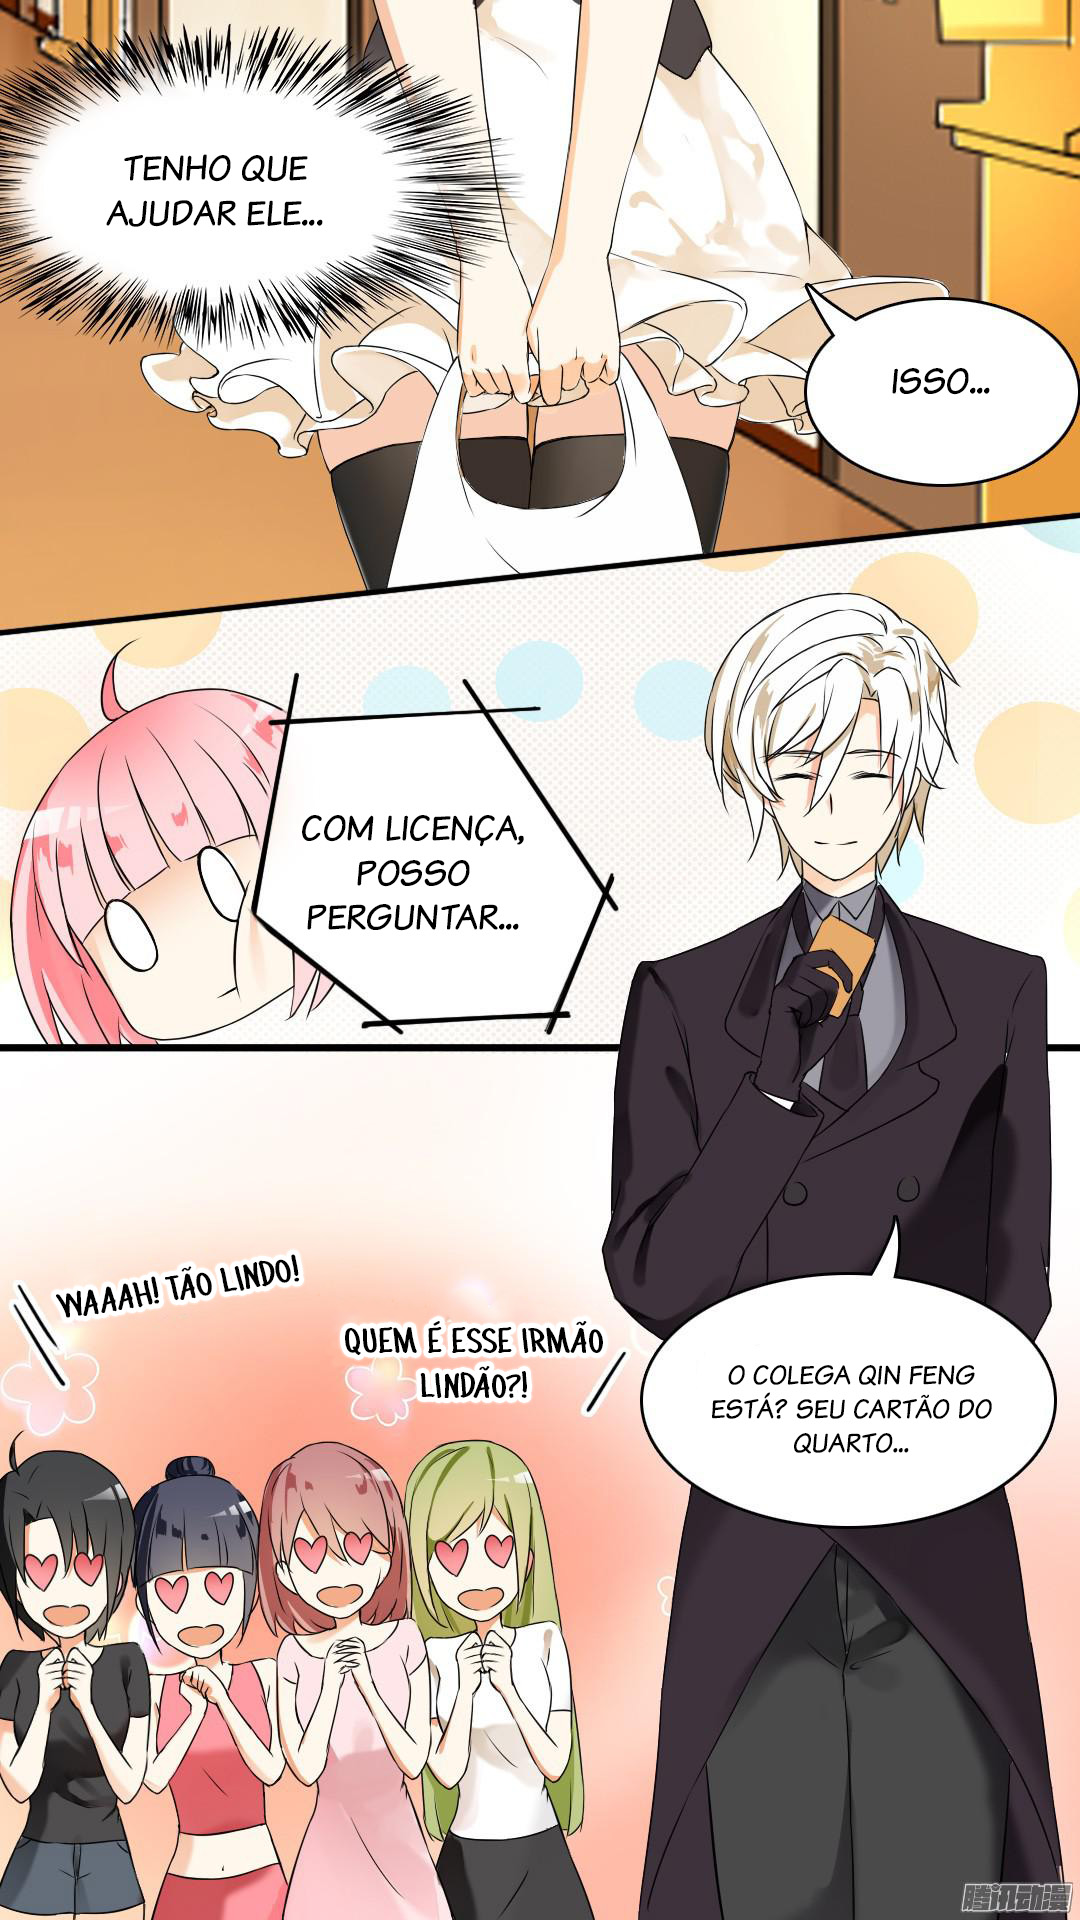 TENHO QUE
AJUDAR ELE...
ISSO...
COM LICENÇA,
POSSO
PERGUNTAR...
WAAAH! TÃO LINDO!
QUEM É ESSE IRMÃO
LINDÃO?!
O COLEGA QIN FENG
ESTÁ? SEU CARTÃO DO
QUARTO...
腾讯动漫